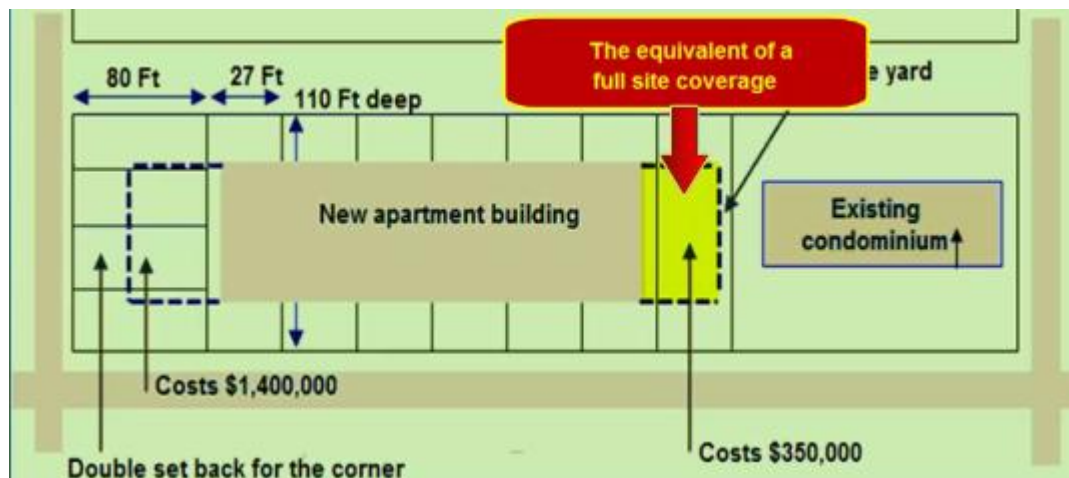 The equivalent of a
full site coverage
80 Ft
27 Ft
yard
110 Ft deep
New apartment building
Existing
condominium
Costs $1,400,000
Costs $350,000
Double set back for the corner